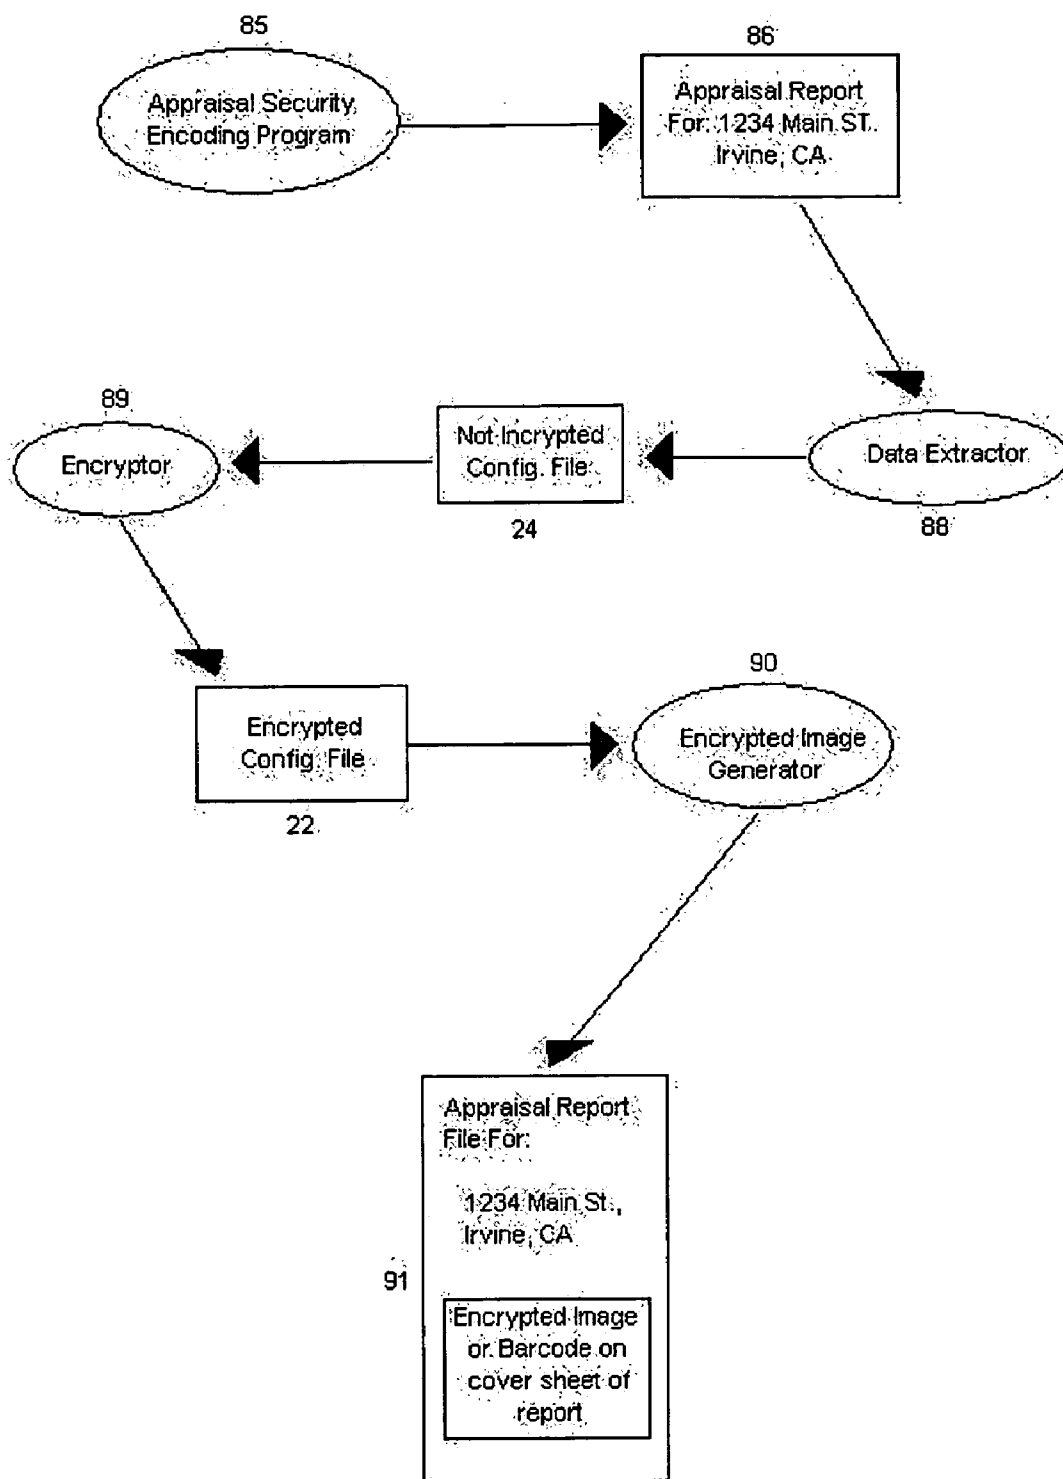 85
Appraisal Security
Encoding Program
86
Appraisal Report
For: 1234 Main ST.
Irvine, CA
89
Encryptor
Not Incrypted
Config. File
24
Data Extractor
88
Encrypted
Config. File
22
90
Encrypted Image
Generator
91
Appraisal Report
File For:
1234 Main St.,
Irvine, CA
Encrypted Image
or Barcode on
cover sheet of
report